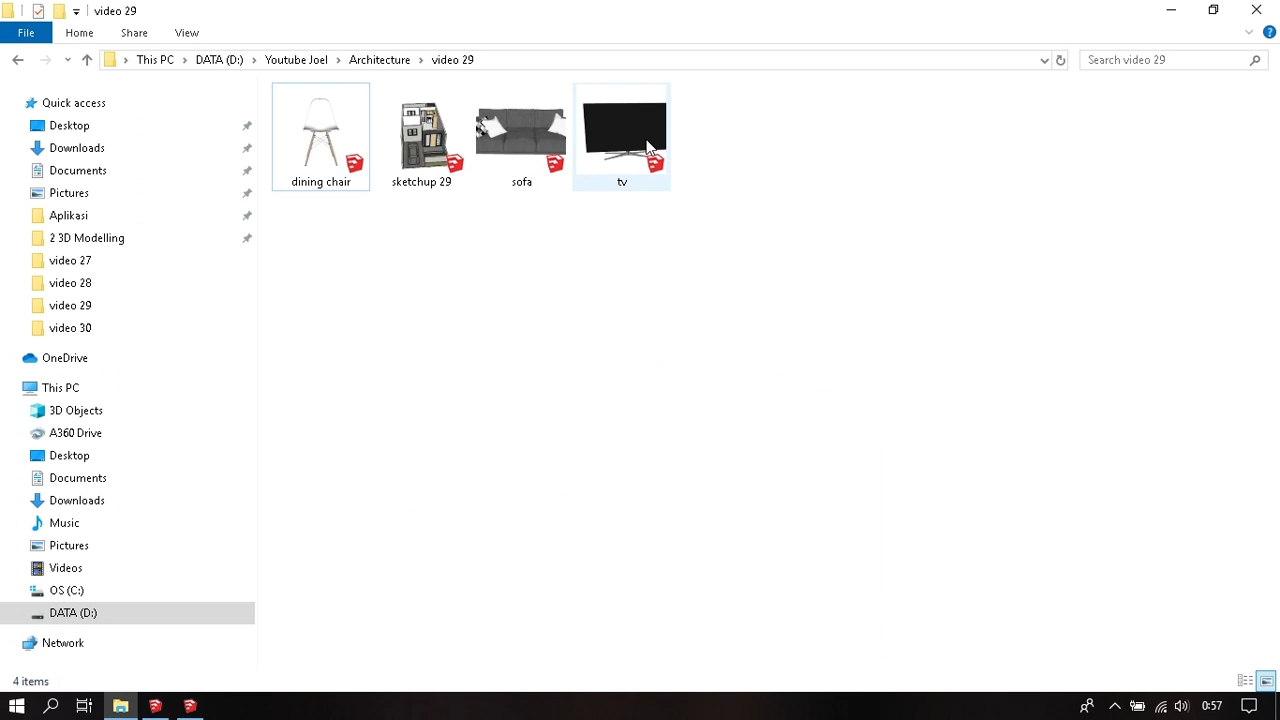 video 29
File
Home
Share
View
This PC
DATA (D:)
Youtube Joel
Architecture
video 29
Search video 29
Quick access
Desktop
Downloads
Documents
Pictures
Aplikasi
2 3D Modelling
video 27
video 28
video 29
video 30
OneDrive
This PC
3D Objects
A360 Drive
Desktop
Documents
Downloads
Music
Pictures
Videos
OS (C:)
DATA (D:)
Network
dining chair
sketchup 29
sofa
tv
4 items
0:57